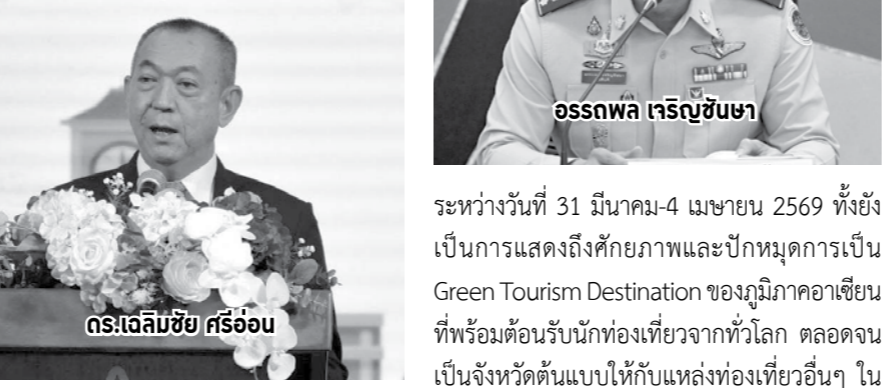 ดร.เฉลิมชัย ศรีอ่อน
อรรถพล เจริญชันษา
ระหว่างวันที่ 31 มีนาคม-4 เมษายน 2569 ทั้งยัง
เป็นการแสดงถึงศักยภาพและปักหมุดการเป็น
Green Tourism Destination ของภูมิภาคอาเซียน
ที่พร้อมต้อนรับนักท่องเที่ยวจากทั่วโลก ตลอดจน
เป็นจังหวัดต้นแบบให้กับแหล่งท่องเที่ยวอื่นๆ ใน